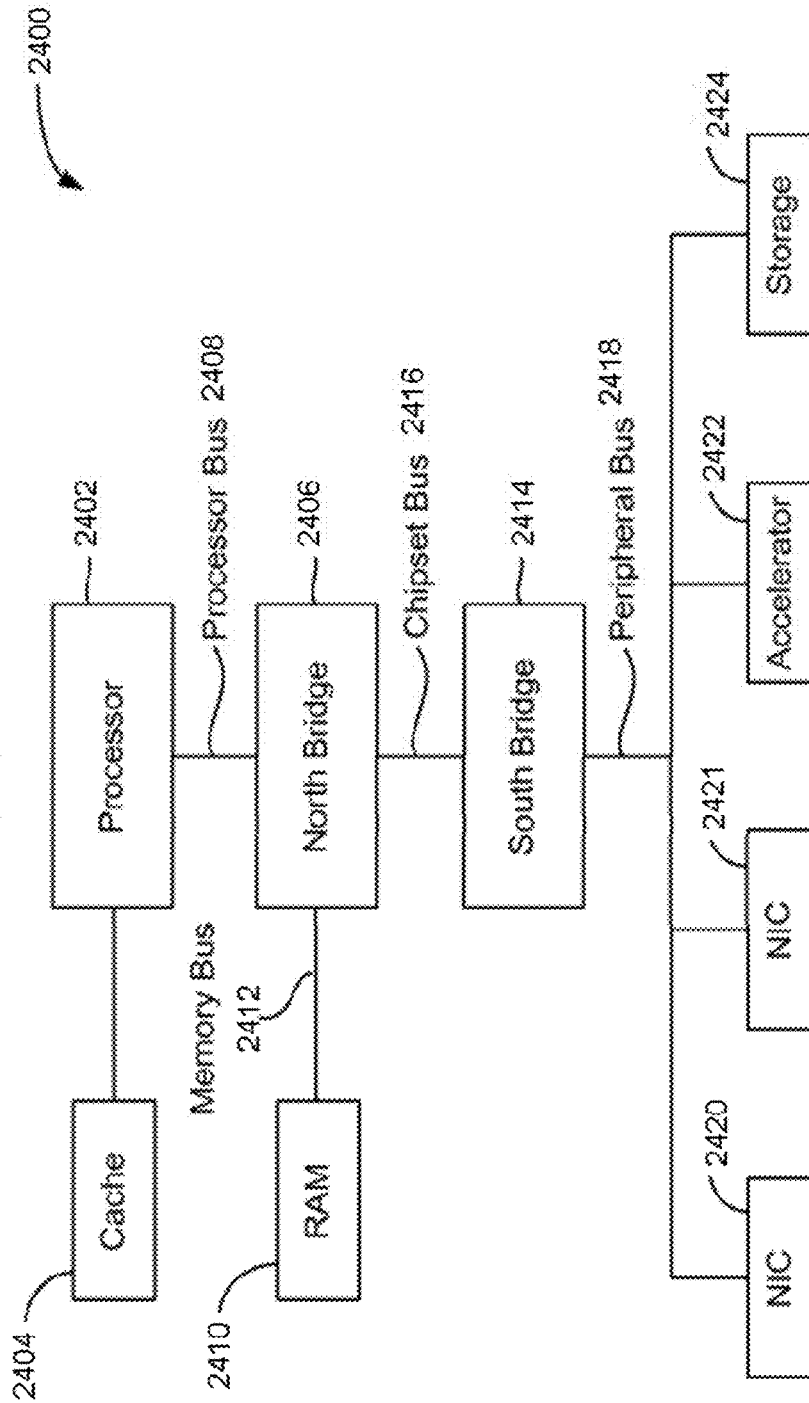 2400
2402
Processor
2404
Cache
Processor Bus 2408
2406
North Bridge
Memory Bus
2412
2410
RAM
Chipset Bus 2416
2414
South Bridge
Peripheral Bus 2418
2420
NIC
2421
NIC
2422
Accelerator
2424
Storage